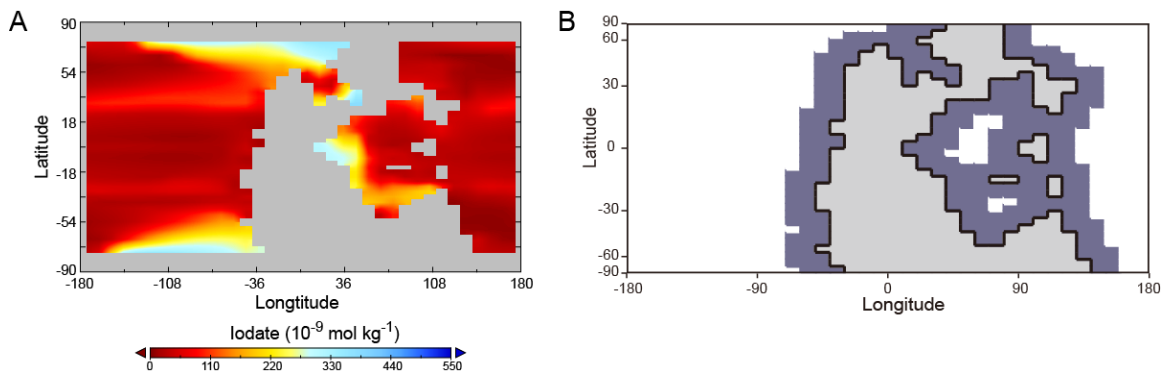 A
90
54
18
-18
-54
-90
Latitude
-180 -108 -36 36 108 180
Longtitude
Iodate (10⁻⁹ mol kg⁻¹)
0 110 220 330 440 550
B
90
60
30
0
-30
-60
-90
Latitude
-180 -90 0 90 180
Longitude